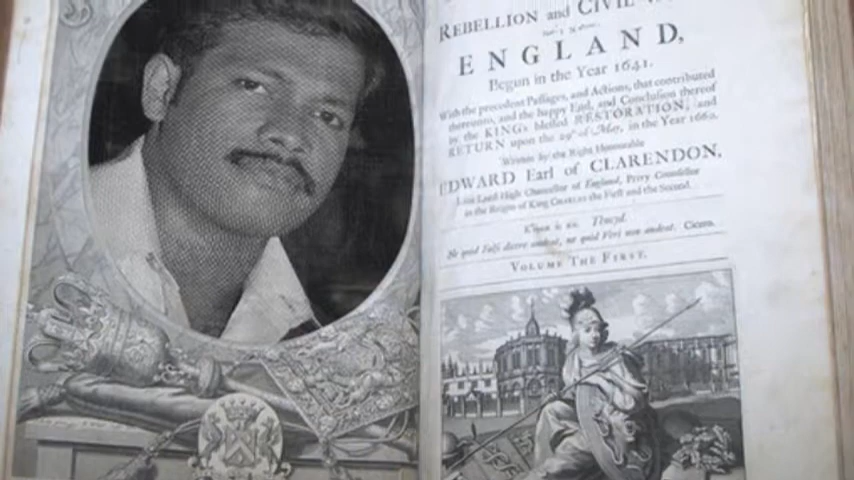 REBELLION and CIVIL
ENGLAND,
Begun in the Year 1641.
With the precedent Passages, and Actions, that contributed
thereunto, and the happy End, and Conclusion thereof
by the KING's blessed RESTORATION, and
RETURN upon the 29th of May, in the Year 1660.
Written by the Right Honourable
EDWARD Earl of CLARENDON,
Late Lord High Chancellor of England, Privy Counsellor
in the Reigns of King CHARLES the First and the Second.
Thucyd.
Ne quid Falsi dicere audeat, ne quid Veri non audeat. Cicero.
VOLUME THE FIRST.